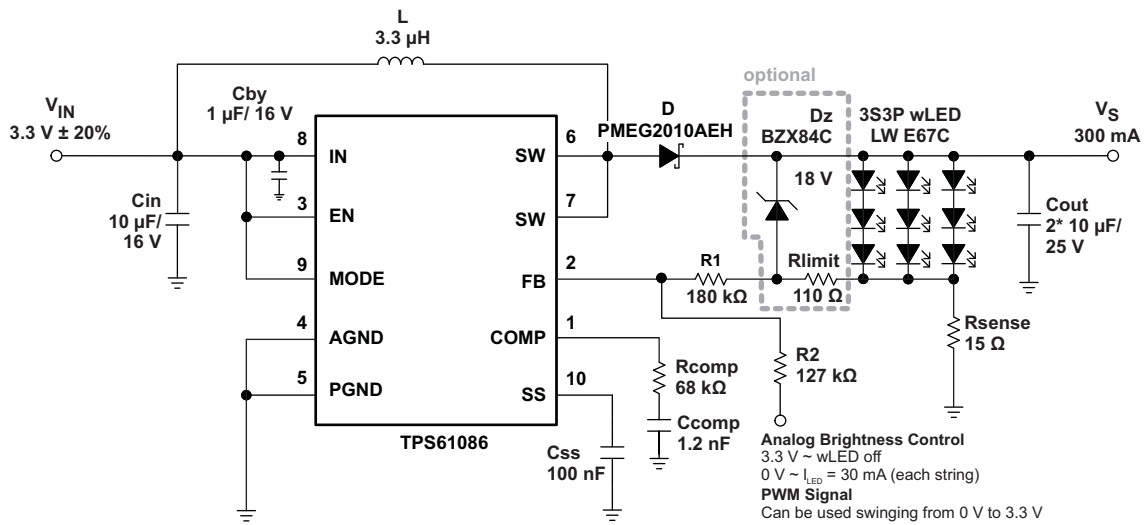 L
3.3 µH
optional
V_IN
3.3 V ± 20%
Cby
1 µF/ 16 V
D
PMEG2010AEH
Dz
BZX84C
18 V
3S3P wLED
LW E67C
V_S
300 mA
8
IN
SW
6
3
EN
SW
7
Cin
10 µF/
16 V
Cout
2* 10 µF/
25 V
9
MODE
FB
2
R1
180 kΩ
Rlimit
110 Ω
4
AGND
COMP
1
Rsense
15 Ω
Rcomp
68 kΩ
R2
127 kΩ
5
PGND
SS
10
Ccomp
1.2 nF
TPS61086
Css
100 nF
Analog Brightness Control
3.3 V ~ wLED off
0 V ~ I_LED = 30 mA (each string)
PWM Signal
Can be used swinging from 0 V to 3.3 V